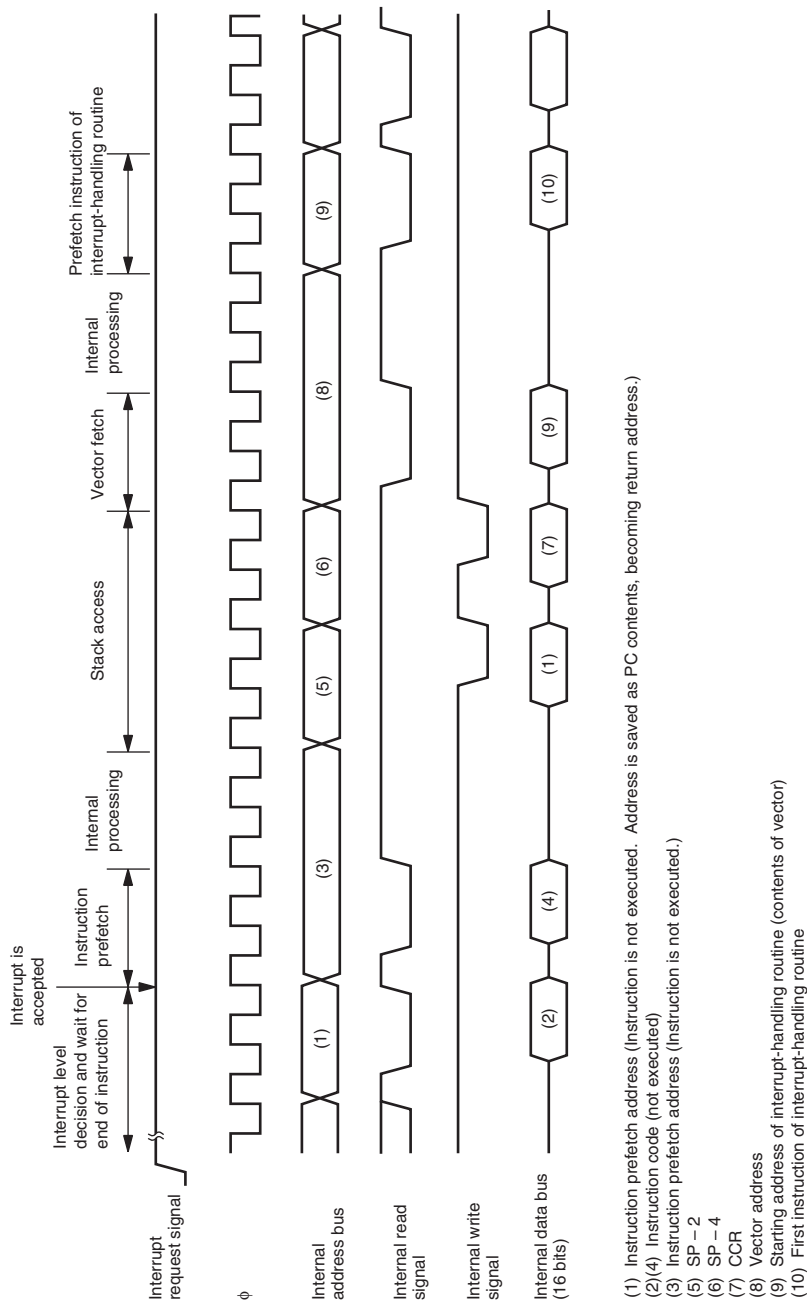 Interrupt is
accepted
Interrupt level
decision and wait for
end of instruction
Instruction
prefetch
Internal
processing
Stack access
Vector fetch
Internal
processing
Prefetch instruction of
interrupt-handling routine
Interrupt
request signal
φ
Internal
address bus
(1)
(3)
(5)
(6)
(8)
(9)
Internal read
signal
Internal write
signal
Internal data bus
(16 bits)
(2)
(4)
(1)
(7)
(9)
(10)
(1) Instruction prefetch address (Instruction is not executed. Address is saved as PC contents, becoming return address.)
(2)(4) Instruction code (not executed)
(3) Instruction prefetch address (Instruction is not executed.)
(5) SP – 2
(6) SP – 4
(7) CCR
(8) Vector address
(9) Starting address of interrupt-handling routine (contents of vector)
(10) First instruction of interrupt-handling routine